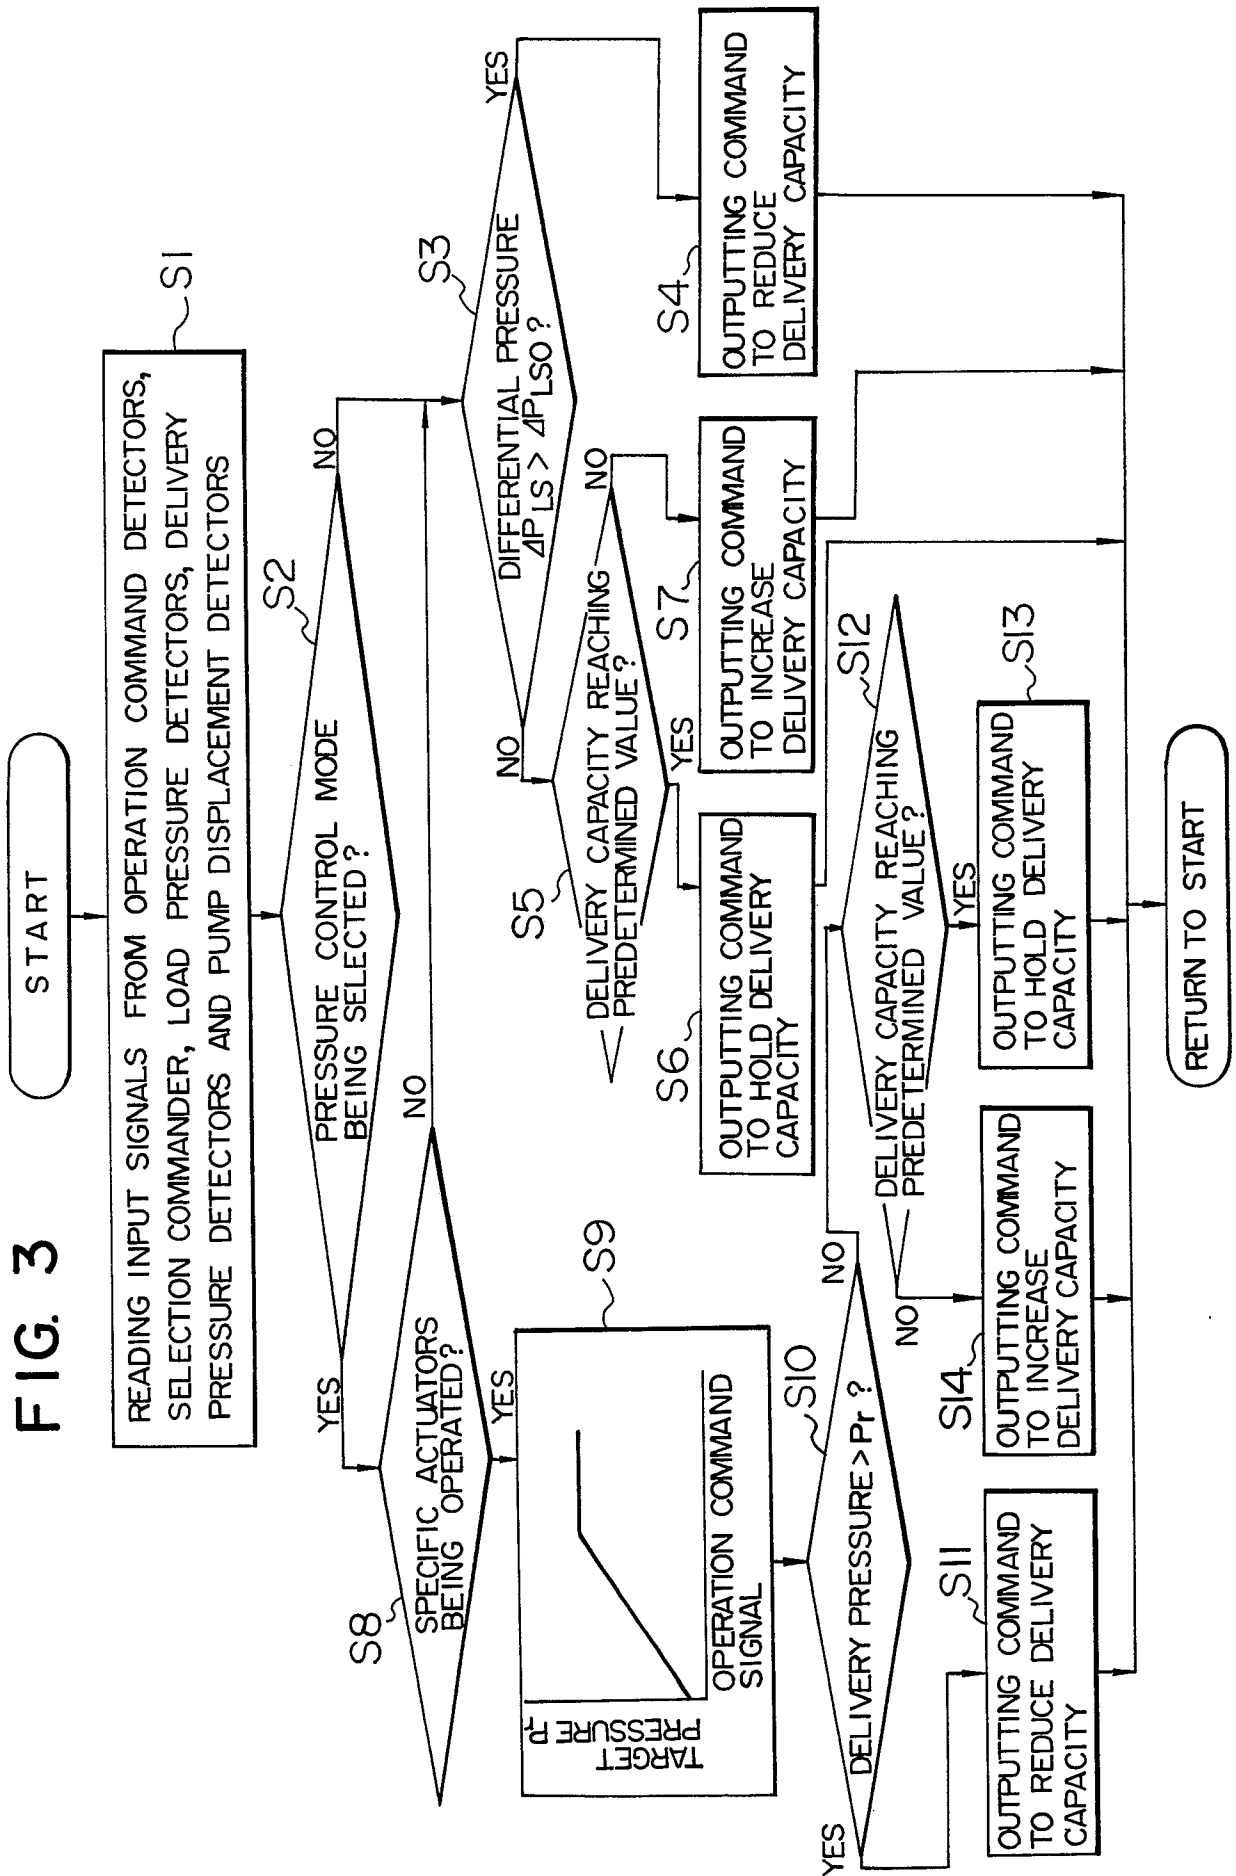 FIG. 3
START
READING INPUT SIGNALS FROM OPERATION COMMAND DETECTORS,
SELECTION COMMANDER, LOAD PRESSURE DETECTORS, DELIVERY
PRESSURE DETECTORS AND PUMP DISPLACEMENT DETECTORS
S1
S2
PRESSURE CONTROL MODE
BEING SELECTED?
YES
NO
S8
SPECIFIC ACTUATORS
BEING OPERATED?
NO
YES
S3
DIFFERENTIAL PRESSURE
ΔPLS > ΔPLSO?
YES
NO
S9
TARGET
PRESSURE Pr
OPERATION COMMAND
SIGNAL
S5
DELIVERY CAPACITY REACHING
PREDETERMINED VALUE?
NO
YES
S4
OUTPUTTING COMMAND
TO REDUCE
DELIVERY CAPACITY
S7
OUTPUTTING COMMAND
TO INCREASE
DELIVERY CAPACITY
S6
OUTPUTTING COMMAND
TO HOLD DELIVERY
CAPACITY
S10
DELIVERY PRESSURE>Pr?
YES
NO
S12
DELIVERY CAPACITY REACHING
PREDETERMINED VALUE?
NO
YES
S11
OUTPUTTING COMMAND
TO REDUCE DELIVERY
CAPACITY
S14
OUTPUTTING COMMAND
TO INCREASE
DELIVERY CAPACITY
S13
OUTPUTTING COMMAND
TO HOLD DELIVERY
CAPACITY
RETURN TO START